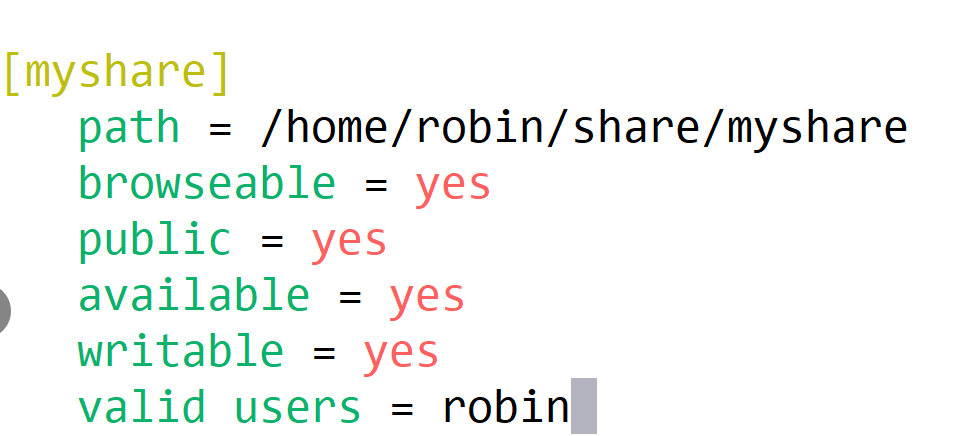 [myshare]
path = /home/robin/share/myshare
browseable = yes
public = yes
available = yes
writable = yes
valid users = robin